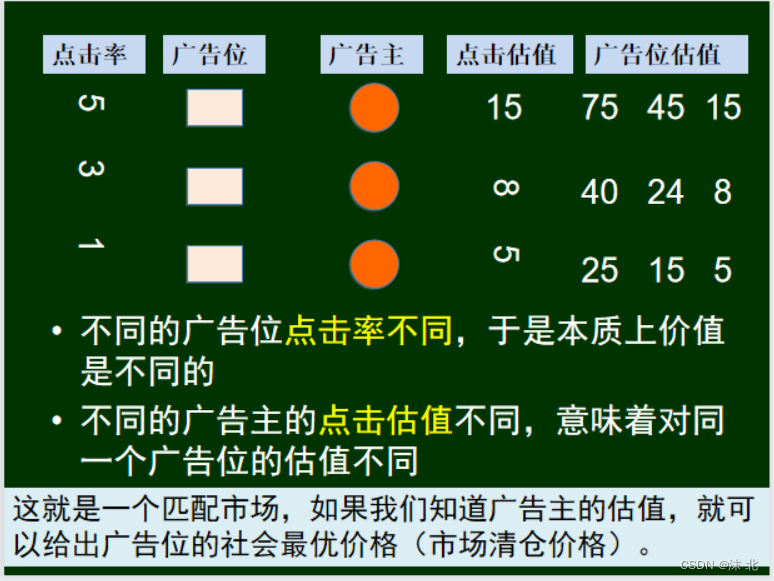 点击率 广告位 广告主 点击估值 广告位估值
5 15 75 45 15
3 8 40 24 8
1 5 25 15 5
• 不同的广告位点击率不同，于是本质上价值
是不同的
• 不同的广告主的点击估值不同，意味着对同
一个广告位的估值不同
这就是一个匹配市场，如果我们知道广告主的估值，就可
以给出广告位的社会最优价格（市场清仓价格）。
CSDN @沫北